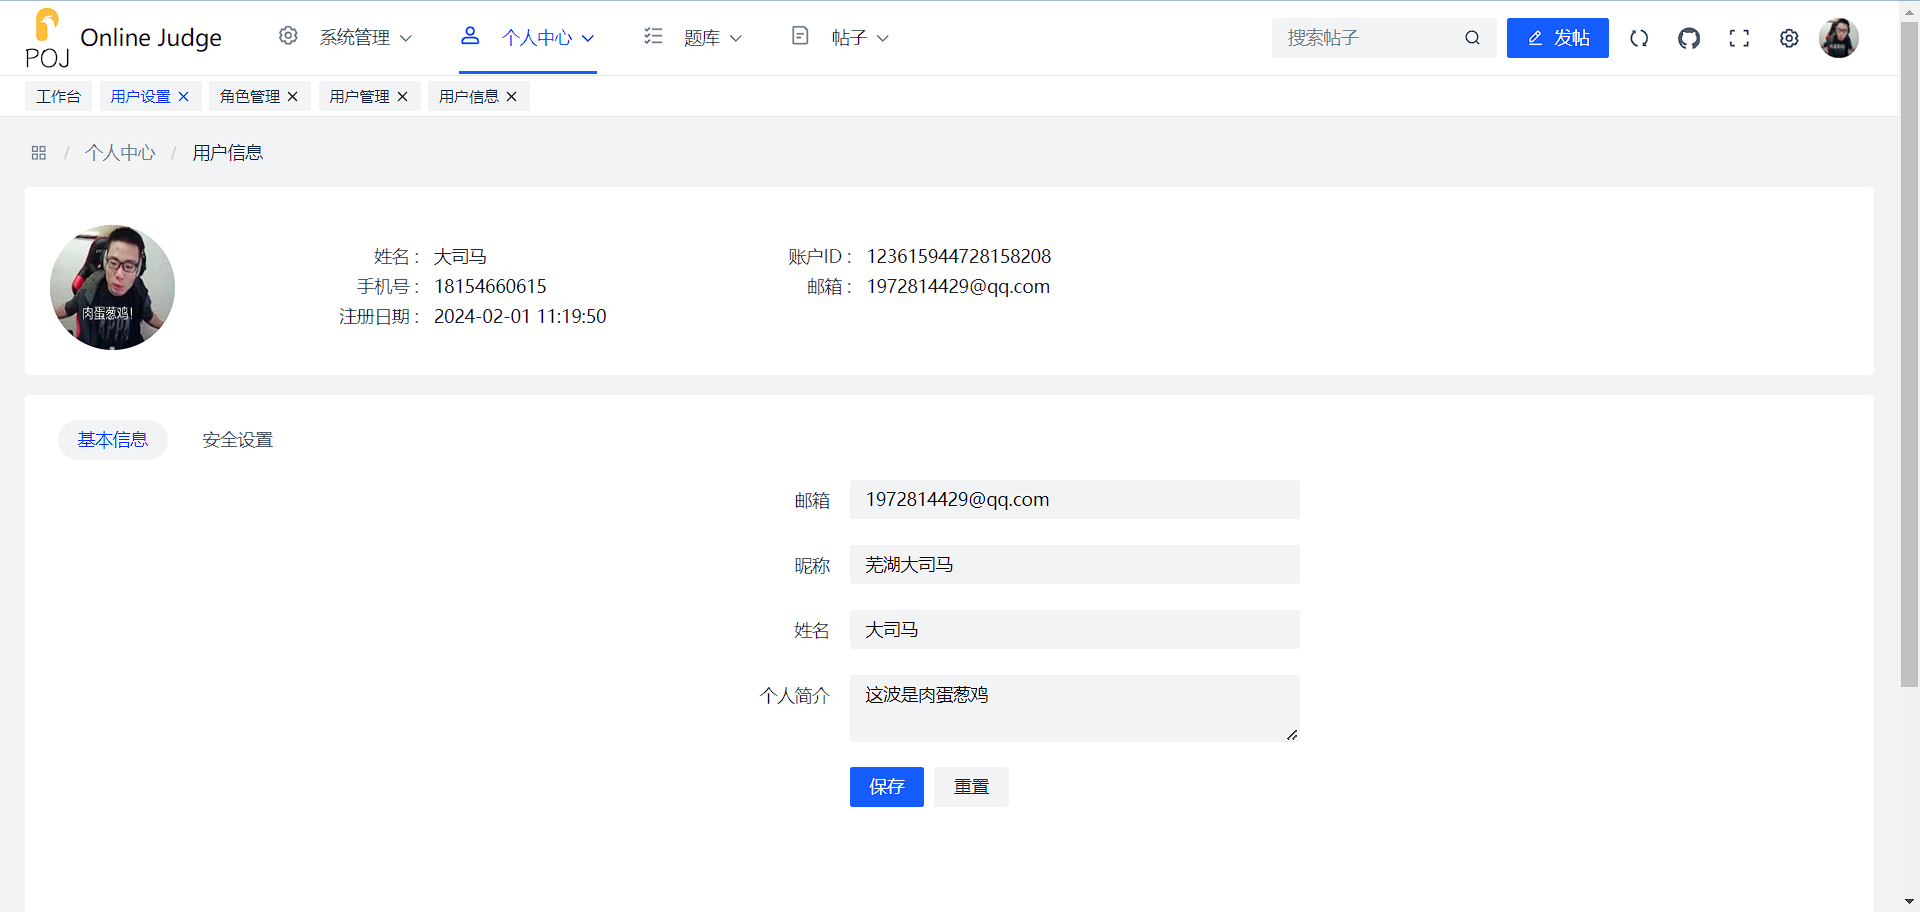 POJ
Online Judge
系统管理
个人中心
题库
帖子
搜索帖子
发帖
工作台
用户设置
角色管理
用户管理
用户信息
/ 个人中心 / 用户信息
肉蛋葱鸡!
姓名 : 大司马
账户ID : 123615944728158208
手机号 : 18154660615
邮箱 : 1972814429@qq.com
注册日期 : 2024-02-01 11:19:50
基本信息
安全设置
邮箱 1972814429@qq.com
昵称 芜湖大司马
姓名 大司马
个人简介 这波是肉蛋葱鸡
保存
重置